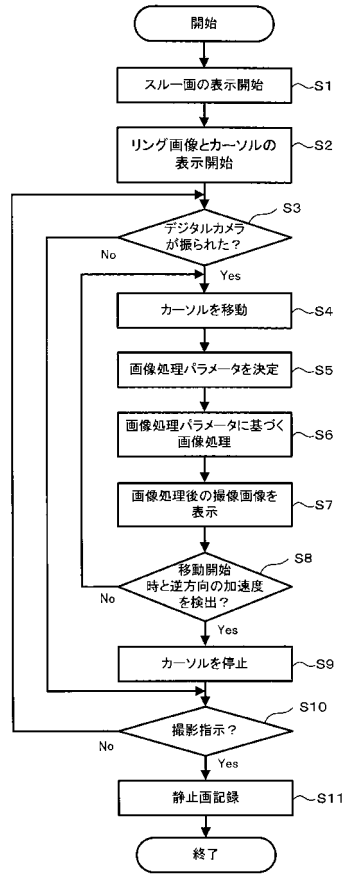 開始
スルー画の表示開始
S1
リング画像とカーソルの
表示開始
S2
デジタルカメラ
が振られた？
S3
No
Yes
カーソルを移動
S4
画像処理パラメータを決定
S5
画像処理パラメータに基づく
画像処理
S6
画像処理後の撮像画像を
表示
S7
移動開始
時と逆方向の加速度
を検出？
S8
No
Yes
カーソルを停止
S9
撮影指示？
S10
No
Yes
静止画記録
S11
終了